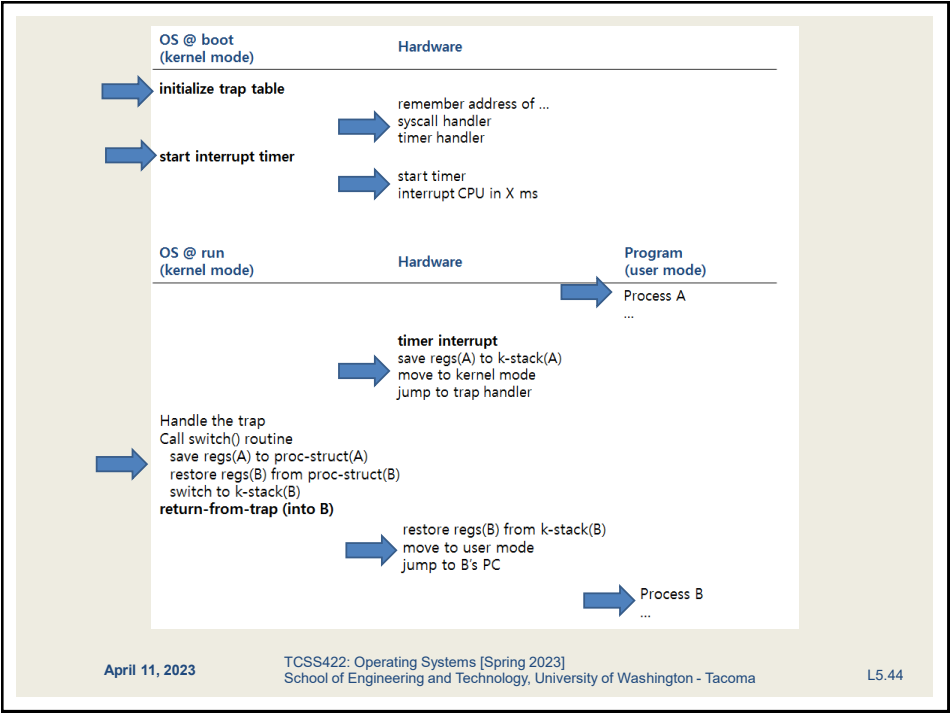 OS @ boot
(kernel mode)
Hardware
initialize trap table
remember address of ...
syscall handler
timer handler
start interrupt timer
start timer
interrupt CPU in X ms
OS @ run
(kernel mode)
Hardware
Program
(user mode)
Process A
...
timer interrupt
save regs(A) to k-stack(A)
move to kernel mode
jump to trap handler
Handle the trap
Call switch() routine
save regs(A) to proc-struct(A)
restore regs(B) from proc-struct(B)
switch to k-stack(B)
return-from-trap (into B)
restore regs(B) from k-stack(B)
move to user mode
jump to B’s PC
Process B
...
April 11, 2023
TCSS422: Operating Systems [Spring 2023]
School of Engineering and Technology, University of Washington - Tacoma
L5.44